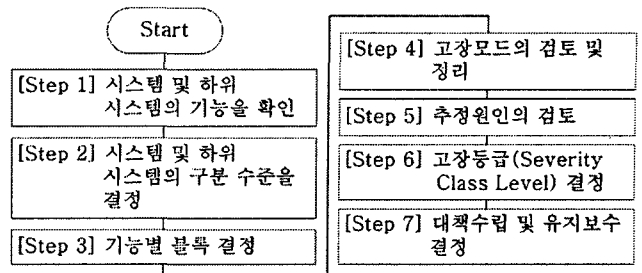 Start
[Step 1] 시스템 및 하위
시스템의 기능을 확인
[Step 2] 시스템 및 하위
시스템의 구분 수준을
결정
[Step 3] 기능별 블록 결정
[Step 4] 고장모드의 검토 및
정리
[Step 5] 추정원인의 검토
[Step 6] 고장등급(Severity
Class Level) 결정
[Step 7] 대책수립 및 유지보수
결정